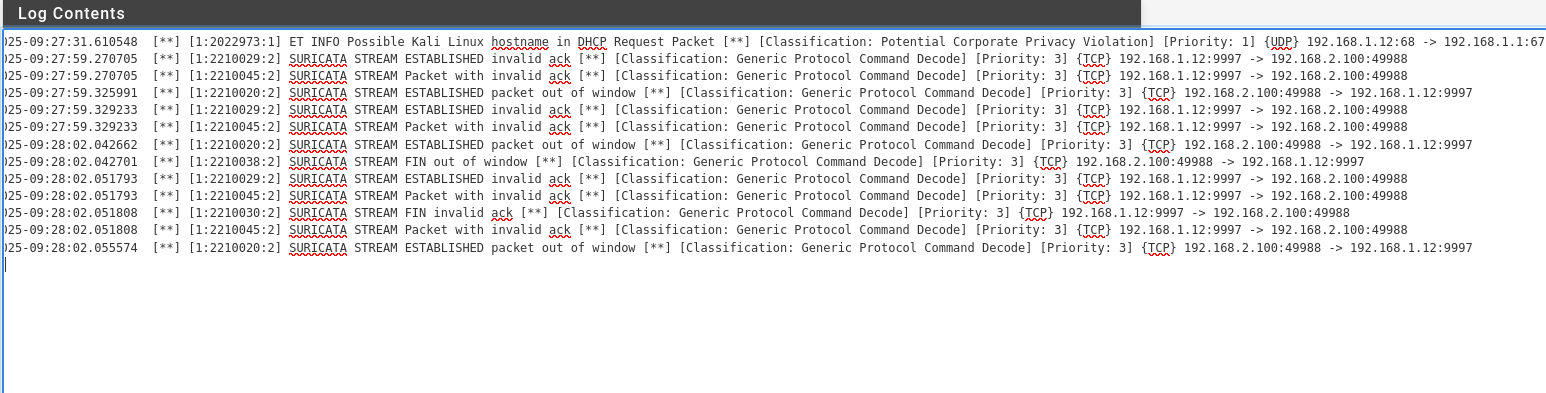 Log Contents
25-09:27:31.610548  [**] [1:2022973:1] ET INFO Possible Kali Linux hostname in DHCP Request Packet [**] [Classification: Potential Corporate Privacy Violation] [Priority: 1] {UDP} 192.168.1.12:68 -> 192.168.1.1:67
25-09:27:59.270705  [**] [1:2210029:2] SURICATA STREAM ESTABLISHED invalid ack [**] [Classification: Generic Protocol Command Decode] [Priority: 3] {TCP} 192.168.1.12:9997 -> 192.168.2.100:49988
25-09:27:59.270705  [**] [1:2210045:2] SURICATA STREAM Packet with invalid ack [**] [Classification: Generic Protocol Command Decode] [Priority: 3] {TCP} 192.168.1.12:9997 -> 192.168.2.100:49988
25-09:27:59.325991  [**] [1:2210020:2] SURICATA STREAM ESTABLISHED packet out of window [**] [Classification: Generic Protocol Command Decode] [Priority: 3] {TCP} 192.168.2.100:49988 -> 192.168.1.12:9997
25-09:27:59.329233  [**] [1:2210029:2] SURICATA STREAM ESTABLISHED invalid ack [**] [Classification: Generic Protocol Command Decode] [Priority: 3] {TCP} 192.168.1.12:9997 -> 192.168.2.100:49988
25-09:27:59.329233  [**] [1:2210045:2] SURICATA STREAM Packet with invalid ack [**] [Classification: Generic Protocol Command Decode] [Priority: 3] {TCP} 192.168.1.12:9997 -> 192.168.2.100:49988
25-09:28:02.042662  [**] [1:2210020:2] SURICATA STREAM ESTABLISHED packet out of window [**] [Classification: Generic Protocol Command Decode] [Priority: 3] {TCP} 192.168.2.100:49988 -> 192.168.1.12:9997
25-09:28:02.042701  [**] [1:2210038:2] SURICATA STREAM FIN out of window [**] [Classification: Generic Protocol Command Decode] [Priority: 3] {TCP} 192.168.2.100:49988 -> 192.168.1.12:9997
25-09:28:02.051793  [**] [1:2210029:2] SURICATA STREAM ESTABLISHED invalid ack [**] [Classification: Generic Protocol Command Decode] [Priority: 3] {TCP} 192.168.1.12:9997 -> 192.168.2.100:49988
25-09:28:02.051793  [**] [1:2210045:2] SURICATA STREAM Packet with invalid ack [**] [Classification: Generic Protocol Command Decode] [Priority: 3] {TCP} 192.168.1.12:9997 -> 192.168.2.100:49988
25-09:28:02.051808  [**] [1:2210030:2] SURICATA STREAM FIN invalid ack [**] [Classification: Generic Protocol Command Decode] [Priority: 3] {TCP} 192.168.1.12:9997 -> 192.168.2.100:49988
25-09:28:02.051808  [**] [1:2210045:2] SURICATA STREAM Packet with invalid ack [**] [Classification: Generic Protocol Command Decode] [Priority: 3] {TCP} 192.168.1.12:9997 -> 192.168.2.100:49988
25-09:28:02.055574  [**] [1:2210020:2] SURICATA STREAM ESTABLISHED packet out of window [**] [Classification: Generic Protocol Command Decode] [Priority: 3] {TCP} 192.168.2.100:49988 -> 192.168.1.12:9997